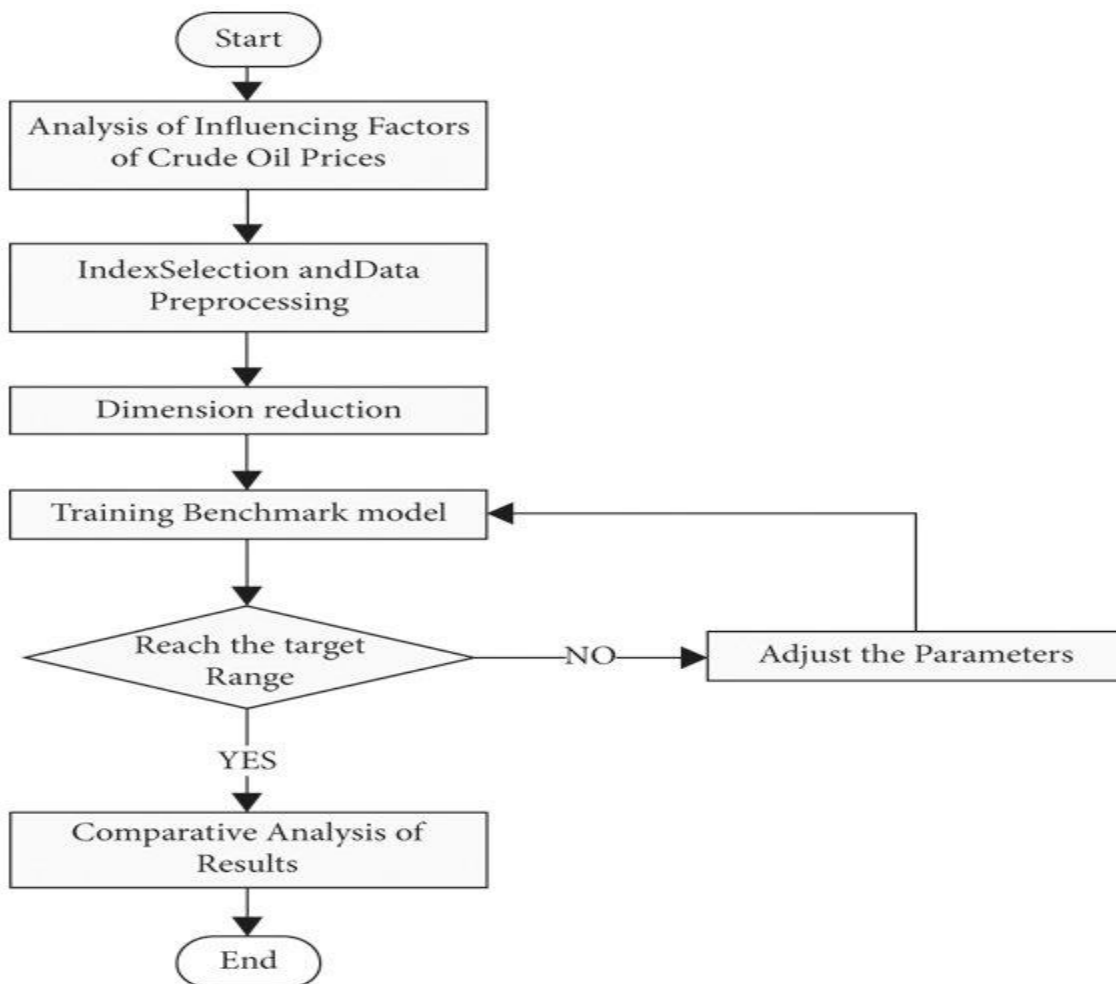 Start
Analysis of Influencing Factors
of Crude Oil Prices
IndexSelection andData
Preprocessing
Dimension reduction
Training Benchmark model
Reach the target
Range
NO
Adjust the Parameters
YES
Comparative Analysis of
Results
End